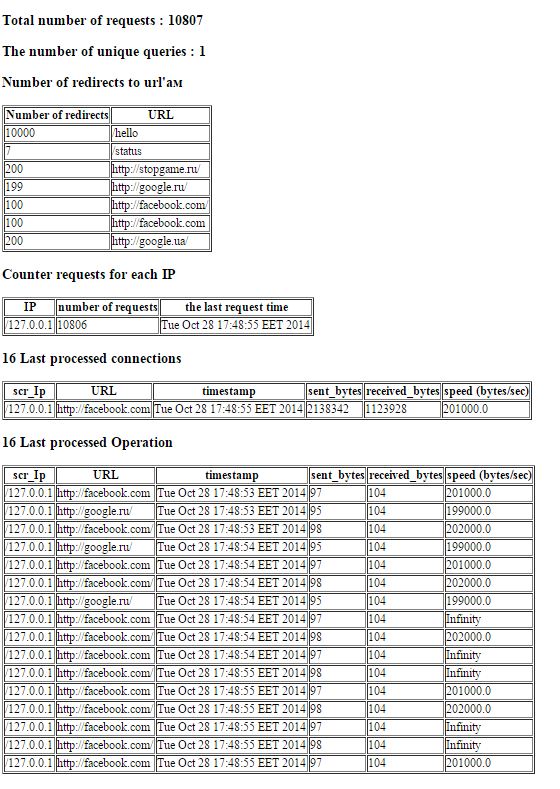 Total number of requests : 10807
The number of unique queries : 1
Number of redirects to url'ам
Number of redirects URL
10000 /hello
7 /status
200 http://stopgame.ru/
199 http://google.ru/
100 http://facebook.com/
100 http://facebook.com
200 http://google.ua/
Counter requests for each IP
IP number of requests the last request time
/127.0.0.1 10806 Tue Oct 28 17:48:55 EET 2014
16 Last processed connections
scr_Ip URL timestamp sent_bytes received_bytes speed (bytes/sec)
/127.0.0.1 http://facebook.com Tue Oct 28 17:48:55 EET 2014 2138342 1123928 201000.0
16 Last processed Operation
scr_Ip URL timestamp sent_bytes received_bytes speed (bytes/sec)
/127.0.0.1 http://facebook.com Tue Oct 28 17:48:53 EET 2014 97 104 201000.0
/127.0.0.1 http://google.ru/ Tue Oct 28 17:48:53 EET 2014 95 104 199000.0
/127.0.0.1 http://facebook.com/ Tue Oct 28 17:48:53 EET 2014 98 104 202000.0
/127.0.0.1 http://google.ru/ Tue Oct 28 17:48:54 EET 2014 95 104 199000.0
/127.0.0.1 http://facebook.com Tue Oct 28 17:48:54 EET 2014 97 104 201000.0
/127.0.0.1 http://facebook.com/ Tue Oct 28 17:48:54 EET 2014 98 104 202000.0
/127.0.0.1 http://google.ru/ Tue Oct 28 17:48:54 EET 2014 95 104 199000.0
/127.0.0.1 http://facebook.com Tue Oct 28 17:48:54 EET 2014 97 104 Infinity
/127.0.0.1 http://facebook.com/ Tue Oct 28 17:48:54 EET 2014 98 104 202000.0
/127.0.0.1 http://facebook.com Tue Oct 28 17:48:54 EET 2014 97 104 Infinity
/127.0.0.1 http://facebook.com/ Tue Oct 28 17:48:55 EET 2014 98 104 Infinity
/127.0.0.1 http://facebook.com Tue Oct 28 17:48:55 EET 2014 97 104 201000.0
/127.0.0.1 http://facebook.com/ Tue Oct 28 17:48:55 EET 2014 98 104 202000.0
/127.0.0.1 http://facebook.com Tue Oct 28 17:48:55 EET 2014 97 104 Infinity
/127.0.0.1 http://facebook.com/ Tue Oct 28 17:48:55 EET 2014 98 104 Infinity
/127.0.0.1 http://facebook.com Tue Oct 28 17:48:55 EET 2014 97 104 201000.0